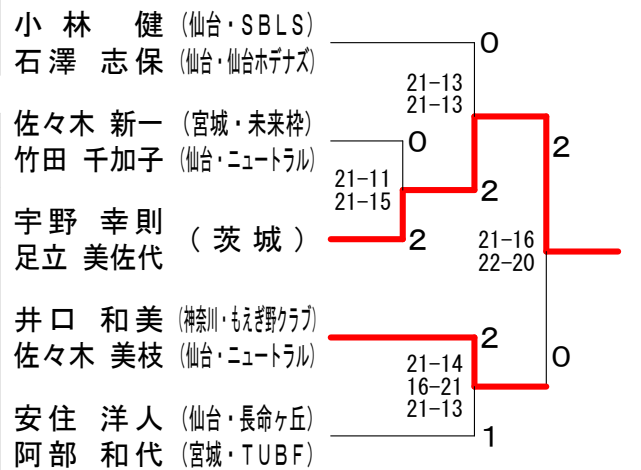 小林 健 (仙台・SBLS)
石澤 志保 (仙台・仙台ホデナズ)
0
21-13
21-13
佐々木 新一 (宮城・未来枠)
竹田 千加子 (仙台・ニュートラル)
0
2
21-11
21-15
2
宇野 幸則
足立 美佐代
(茨城)
2
21-16
22-20
井口 和美 (神奈川・もえぎ野クラブ)
佐々木 美枝 (仙台・ニュートラル)
2
0
21-14
16-21
21-13
安住 洋人 (仙台・長命ヶ丘)
阿部 和代 (宮城・TUBF)
1